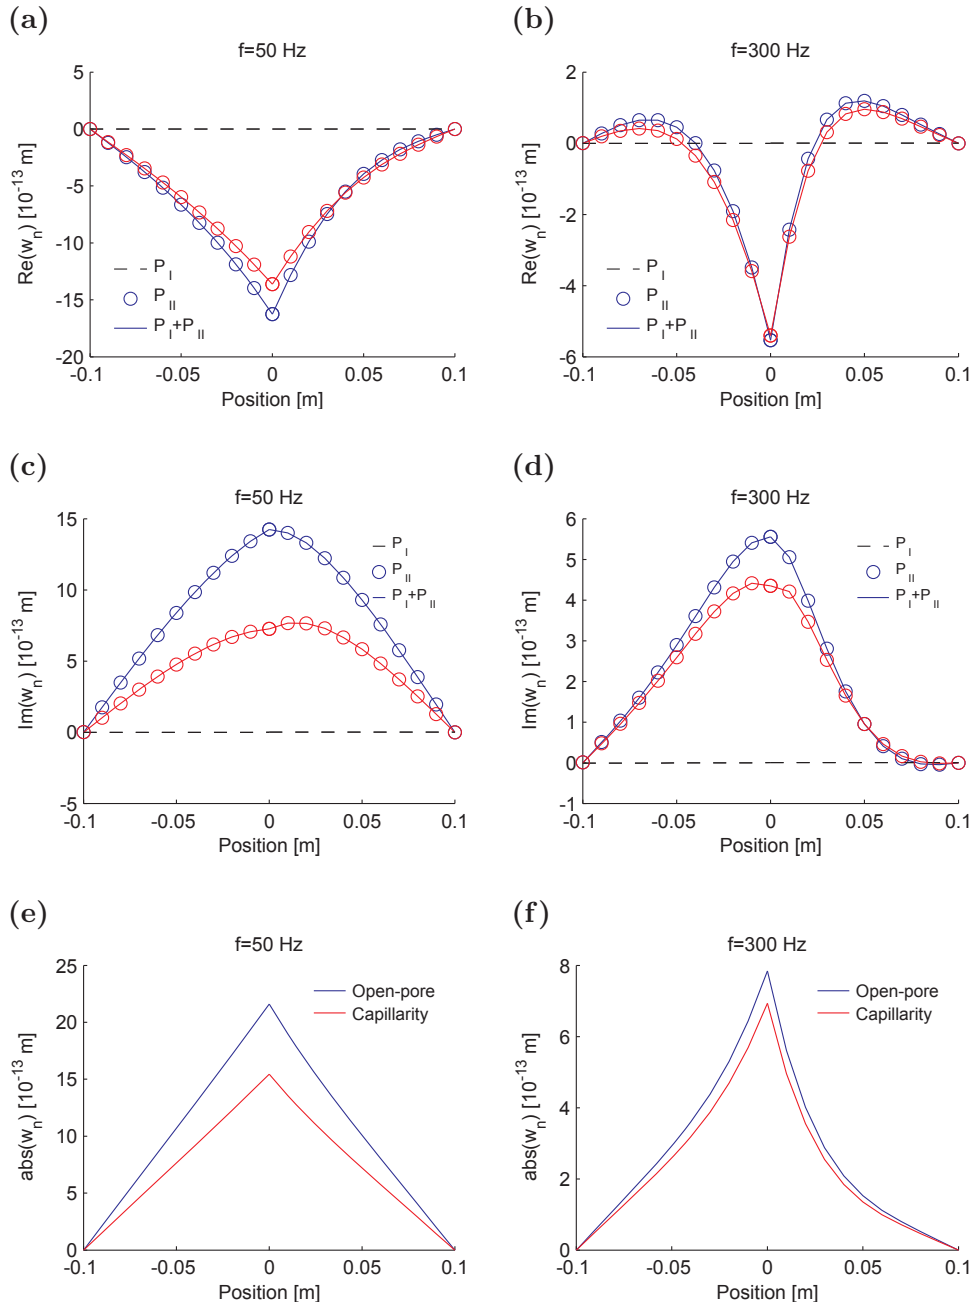 (a)
f=50 Hz
5
0
-5
-10
-15
-20
Re(w_n) [10^-13 m]
P_I
P_II
P_I+P_II
-0.1
-0.05
0
0.05
0.1
Position [m]
(b)
f=300 Hz
2
0
-2
-4
-6
Re(w_n) [10^-13 m]
P_I
P_II
P_I+P_II
-0.1
-0.05
0
0.05
0.1
Position [m]
(c)
f=50 Hz
15
10
5
0
-5
Im(w_n) [10^-13 m]
P_I
P_II
P_I+P_II
-0.1
-0.05
0
0.05
0.1
Position [m]
(d)
f=300 Hz
6
5
4
3
2
1
0
-1
Im(w_n) [10^-13 m]
P_I
P_II
P_I+P_II
-0.1
-0.05
0
0.05
0.1
Position [m]
(e)
f=50 Hz
25
20
15
10
5
0
abs(w_n) [10^-13 m]
Open-pore
Capillarity
-0.1
-0.05
0
0.05
0.1
Position [m]
(f)
f=300 Hz
8
6
4
2
0
abs(w_n) [10^-13 m]
Open-pore
Capillarity
-0.1
-0.05
0
0.05
0.1
Position [m]